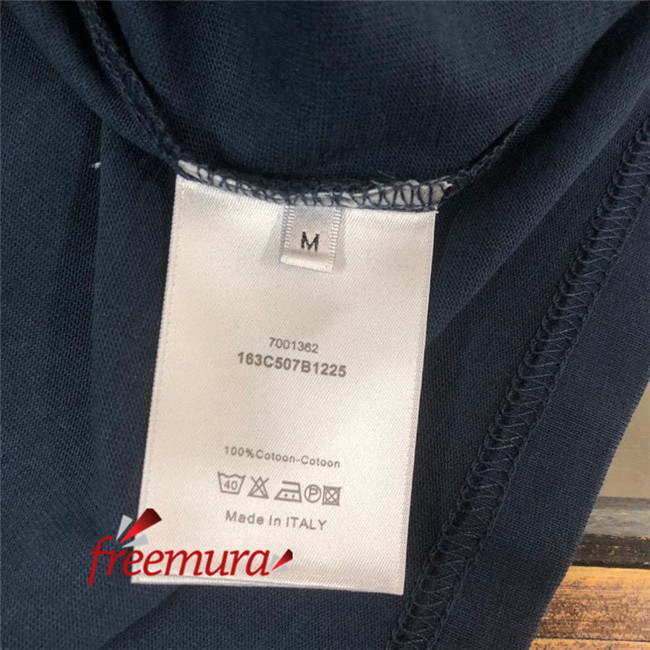 M
7001362
163C507B1225
100%Cotoon-Cotoon
40 P
Made in ITALY
freemura